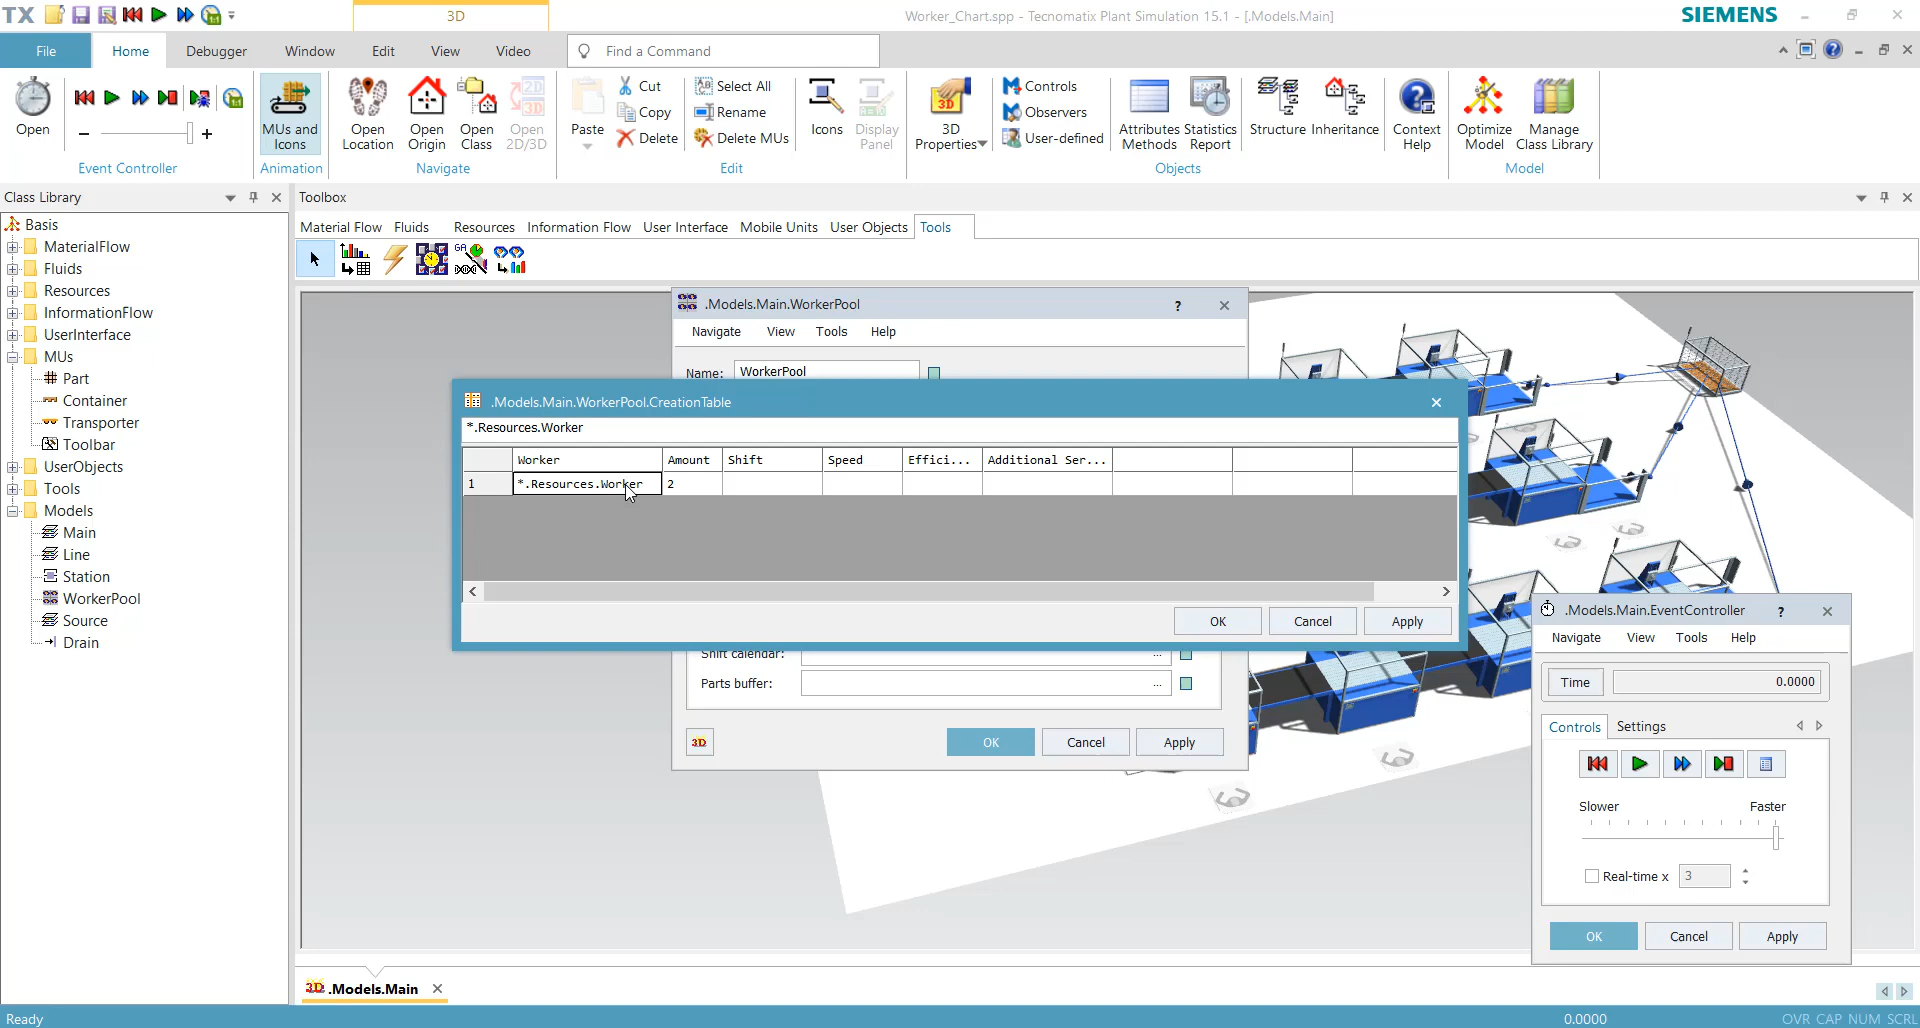 TX
3D
Worker_Chart.spp - Tecnomatix Plant Simulation 15.1 - [.Models.Main]
SIEMENS
File
Home
Debugger
Window
Edit
View
Video
Find a Command
Open
Event Controller
MUs and
Icons
Animation
Open
Location
Open
Origin
Open
Class
Open
2D/3D
Navigate
Paste
Cut
Copy
Delete
Select All
Rename
Delete MUs
Edit
Icons
Display
Panel
3D
Properties
Controls
Observers
User-defined
Attributes
Methods
Statistics
Report
Structure
Inheritance
Objects
Context
Help
Optimize
Model
Manage
Class Library
Model
Class Library
Toolbox
Material Flow
Fluids
Resources
Information Flow
User Interface
Mobile Units
User Objects
Tools
Basis
MaterialFlow
Fluids
Resources
InformationFlow
UserInterface
MUs
Part
Container
Transporter
Toolbar
UserObjects
Tools
Models
Main
Line
Station
WorkerPool
Source
Drain
.Models.Main.WorkerPool
?
Navigate
View
Tools
Help
Name:
WorkerPool
.Models.Main.WorkerPool.CreationTable
*.Resources.Worker
Worker
Amount
Shift
Speed
Effici...
Additional Ser...
1
*.Resources.Worker
2
OK
Cancel
Apply
Shift calendar:
...
Parts buffer:
...
3D
OK
Cancel
Apply
.Models.Main.EventController
?
Navigate
View
Tools
Help
Time
0.0000
Controls
Settings
Slower
Faster
Real-time x
3
OK
Cancel
Apply
3D .Models.Main
Ready
0.0000
OVR CAP NUM SCRL